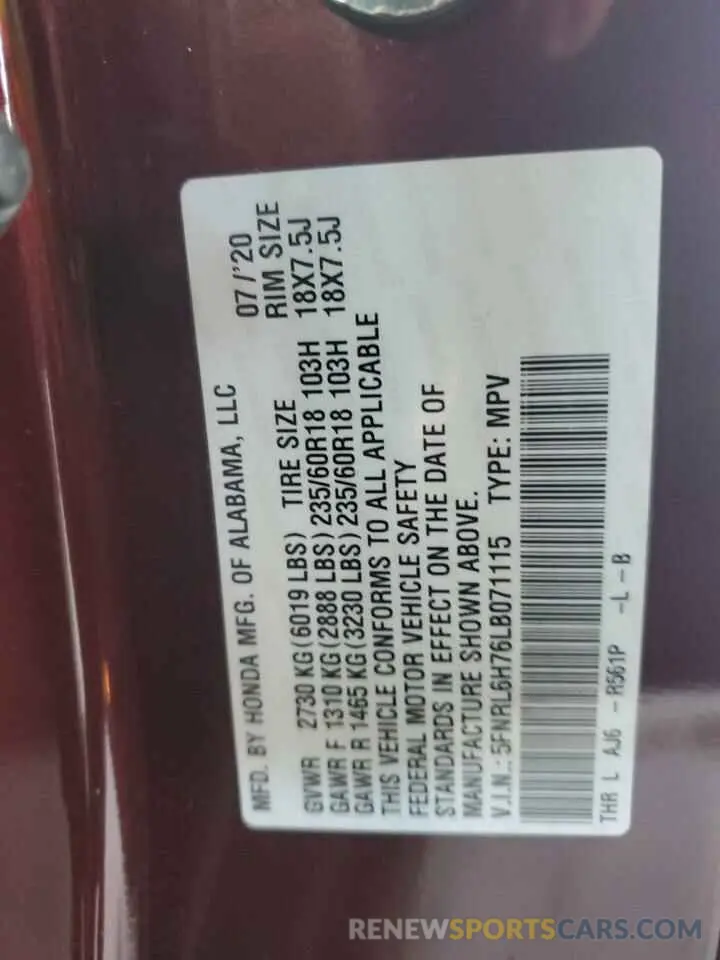 MFD. BY HONDA MFG. OF ALABAMA, LLC 07/'20
GVWR 2730 KG(6019 LBS) TIRE SIZE RIM SIZE
GAWR F 1310 KG(2888 LBS) 235/60R18 103H 18X7.5J
GAWR R 1465 KG(3230 LBS) 235/60R18 103H 18X7.5J
THIS VEHICLE CONFORMS TO ALL APPLICABLE
FEDERAL MOTOR VEHICLE SAFETY
STANDARDS IN EFFECT ON THE DATE OF
MANUFACTURE SHOWN ABOVE.
V.I.N.: 5FNRL6H76LB071115 TYPE: MPV
THR L AJ6 - R561P - L - B
RENEWSPORTSCARS.COM